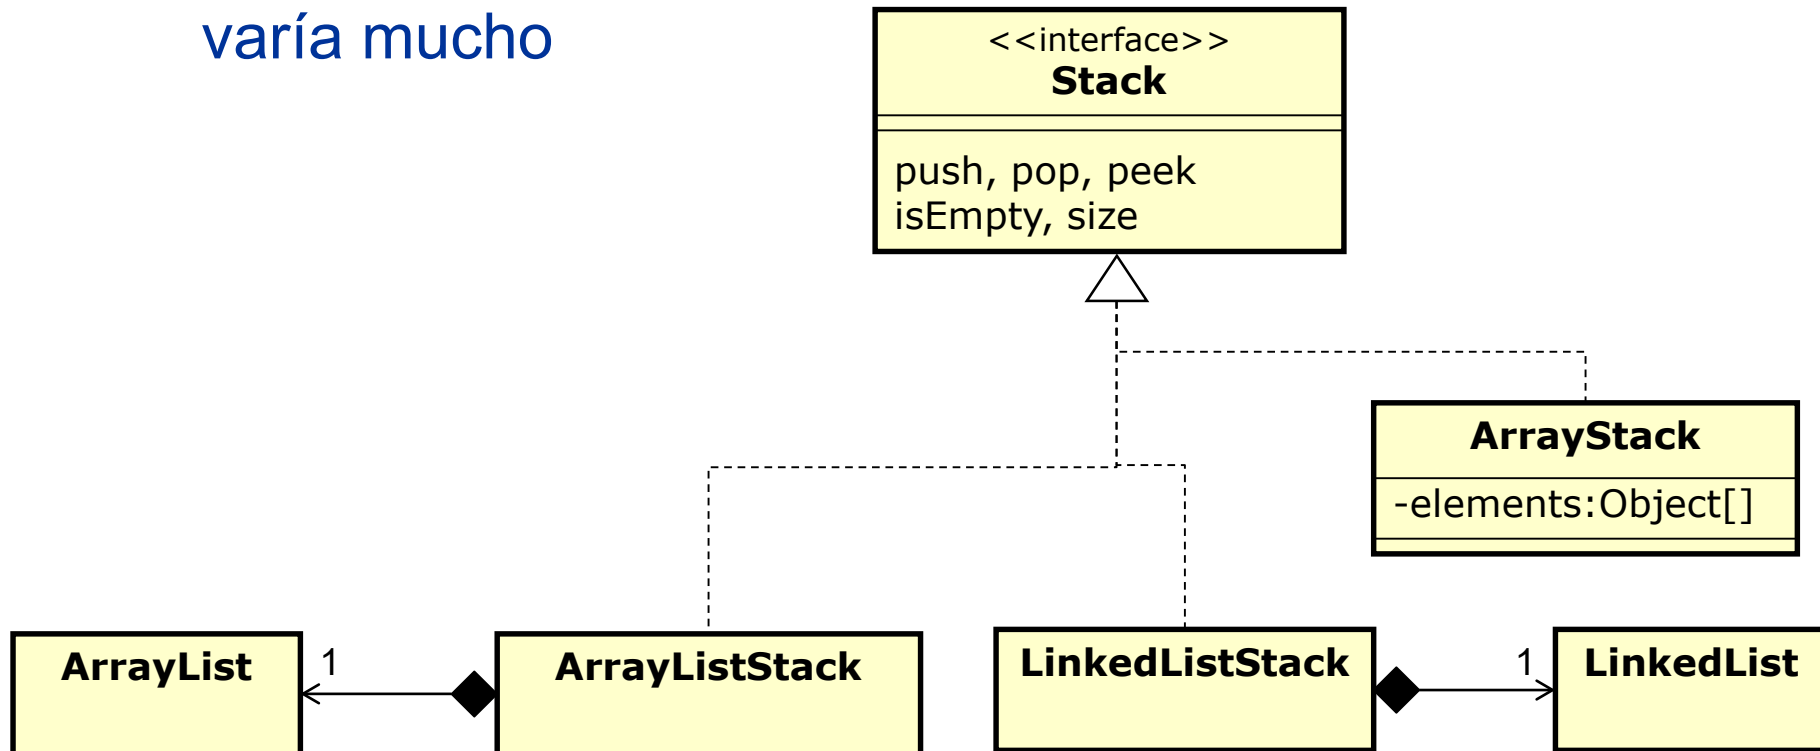 varía mucho
<<interface>>
Stack
push, pop, peek
isEmpty, size
ArrayStack
-elements:Object[]
ArrayList
1
ArrayListStack
LinkedListStack
1
LinkedList